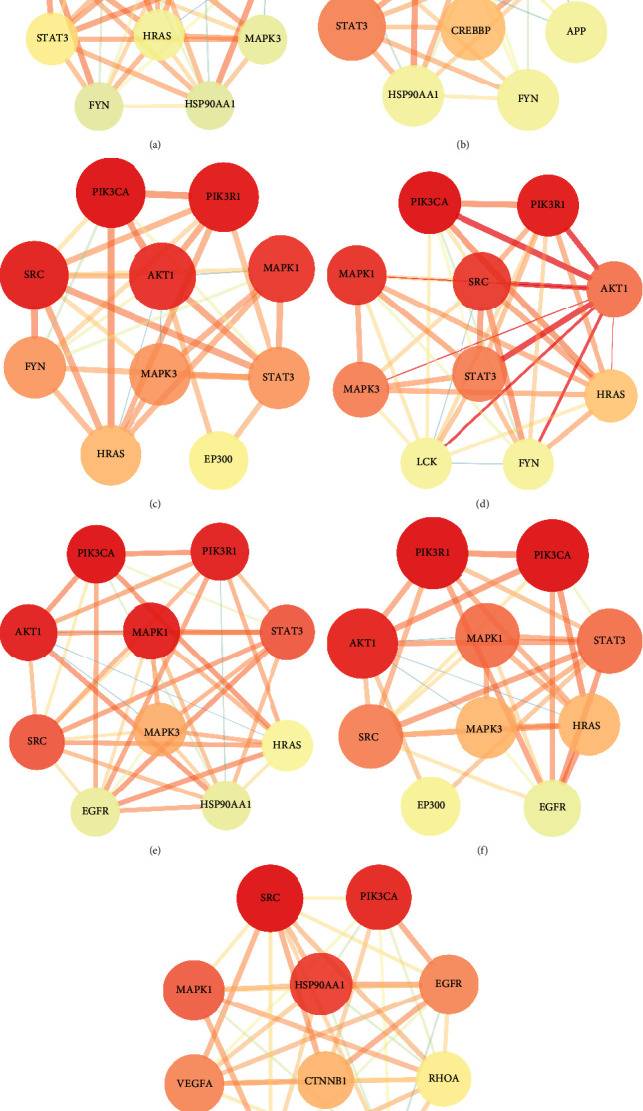 STAT3 HRAS MAPK3
FYN HSP90AA1
(a)
STAT3 CREBBP APP
HSP90AA1 FYN
(b)
PIK3CA PIK3R1
SRC AKT1 MAPK1
FYN MAPK3 STAT3
HRAS EP300
(c)
PIK3CA PIK3R1
MAPK1 SRC AKT1
MAPK3 STAT3 HRAS
LCK FYN
(d)
PIK3CA PIK3R1
AKT1 MAPK1 STAT3
SRC MAPK3 HRAS
EGFR HSP90AA1
(e)
PIK3R1 PIK3CA
AKT1 MAPK1 STAT3
SRC MAPK3 HRAS
EP300 EGFR
(f)
SRC PIK3CA
MAPK1 HSP90AA1 EGFR
VEGFA CTNNB1 RHOA